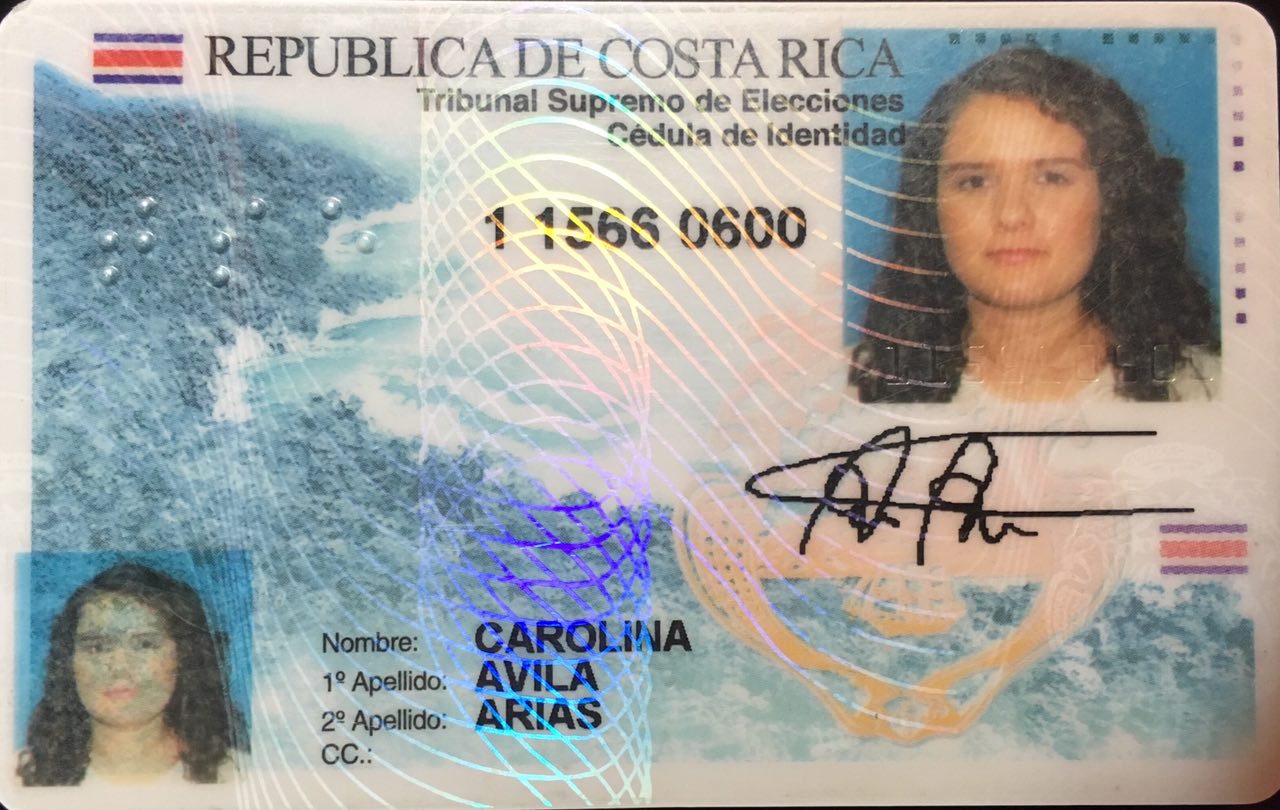 REPUBLICA DE COSTA RICA
Tribunal Supremo de Elecciones
Cédula de Identidad
1 1566 0600
Nombre: CAROLINA
1º Apellido: AVILA
2º Apellido: ARIAS
CC.: